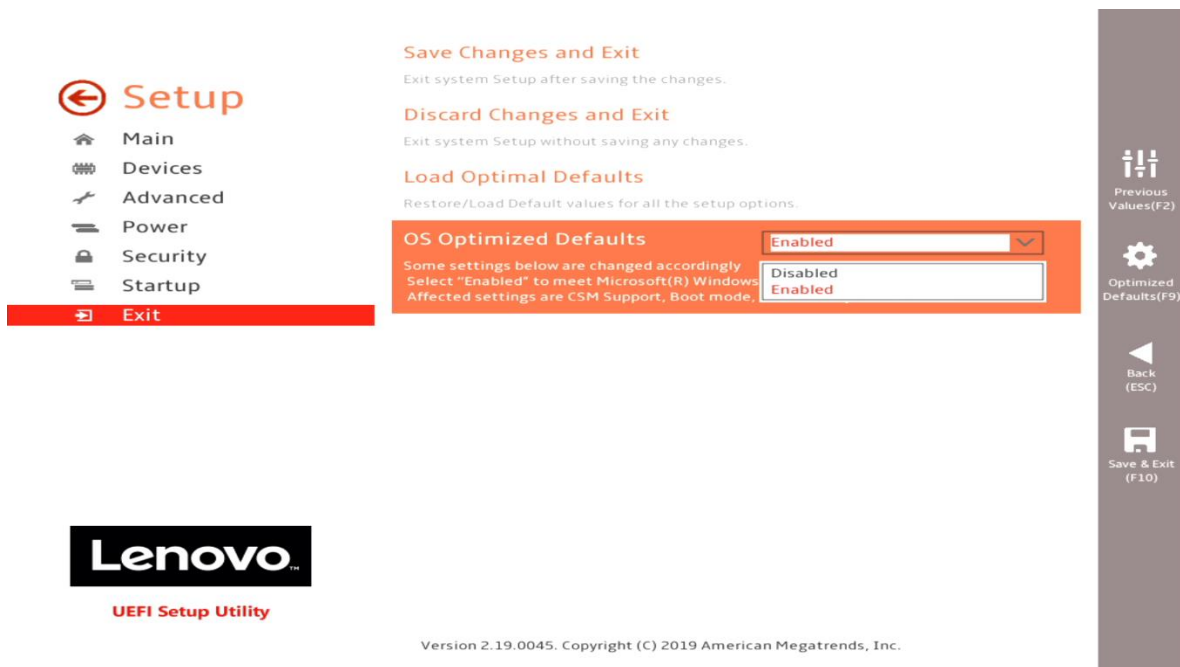 Setup
Main
Devices
Advanced
Power
Security
Startup
Exit
Lenovo™
UEFI Setup Utility
Save Changes and Exit
Exit system Setup after saving the changes.
Discard Changes and Exit
Exit system Setup without saving any changes.
Load Optimal Defaults
Restore/Load Default values for all the setup options.
OS Optimized Defaults
Enabled
Some settings below are changed accordingly
Select "Enabled" to meet Microsoft(R) Windows
Affected settings are CSM Support, Boot mode,
Disabled
Enabled
Previous
Values(F2)
Optimized
Defaults(F9)
Back
(ESC)
Save & Exit
(F10)
Version 2.19.0045. Copyright (C) 2019 American Megatrends, Inc.